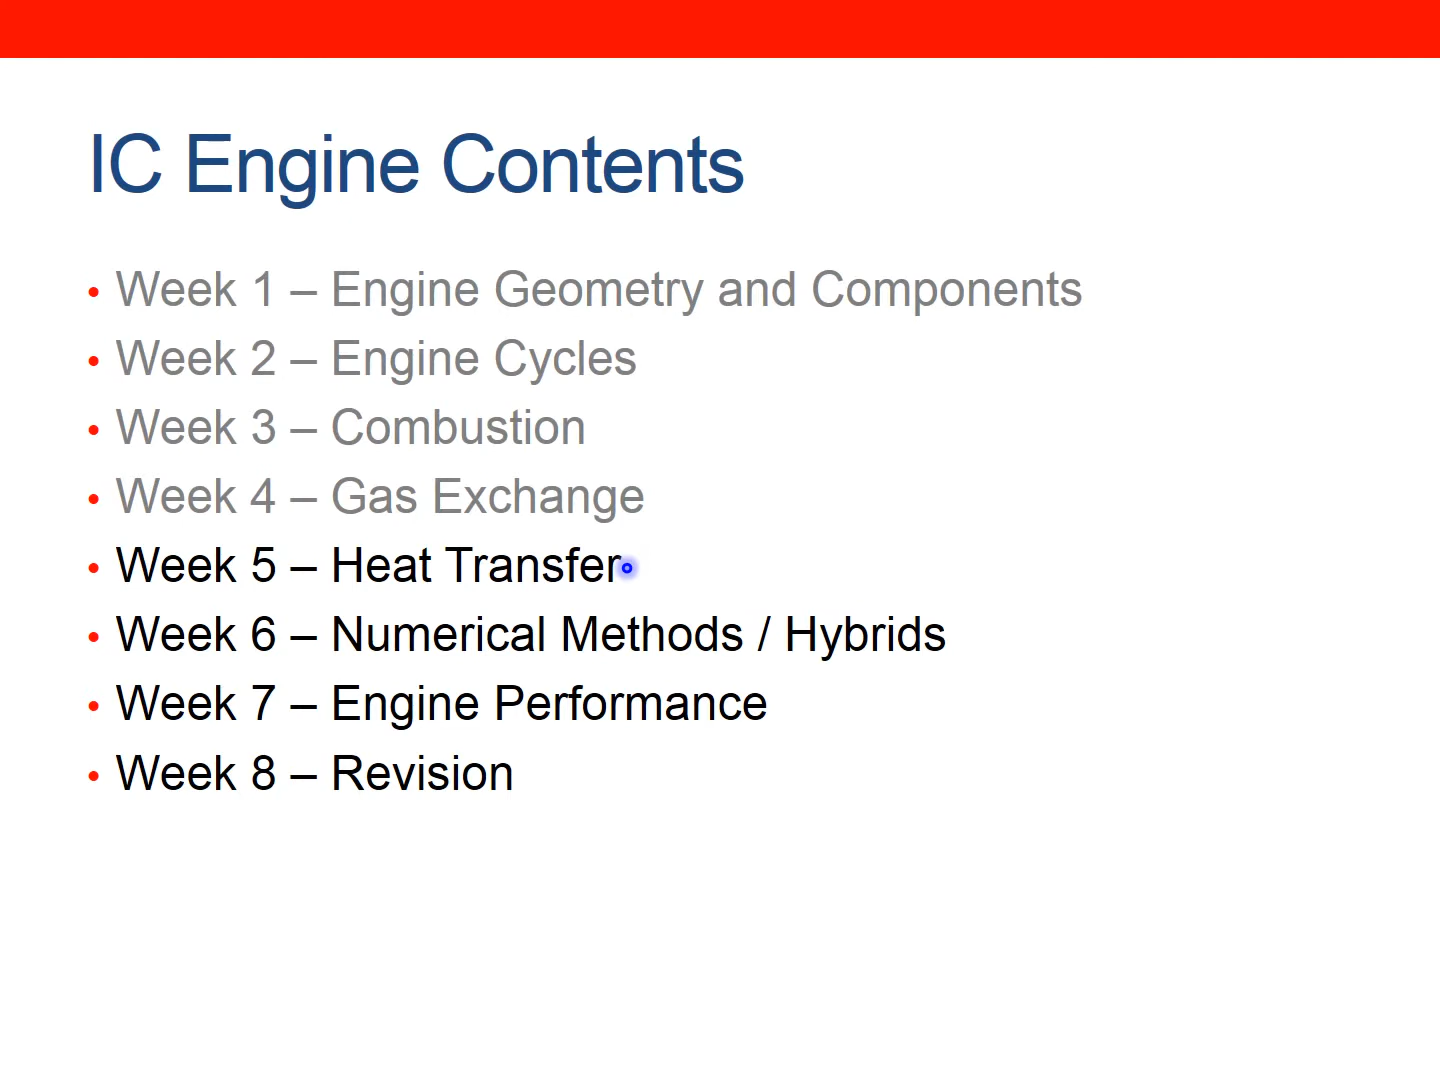 IC Engine Contents
• Week 1 – Engine Geometry and Components
• Week 2 – Engine Cycles
• Week 3 – Combustion
• Week 4 – Gas Exchange
• Week 5 – Heat Transfer
• Week 6 – Numerical Methods / Hybrids
• Week 7 – Engine Performance
• Week 8 – Revision